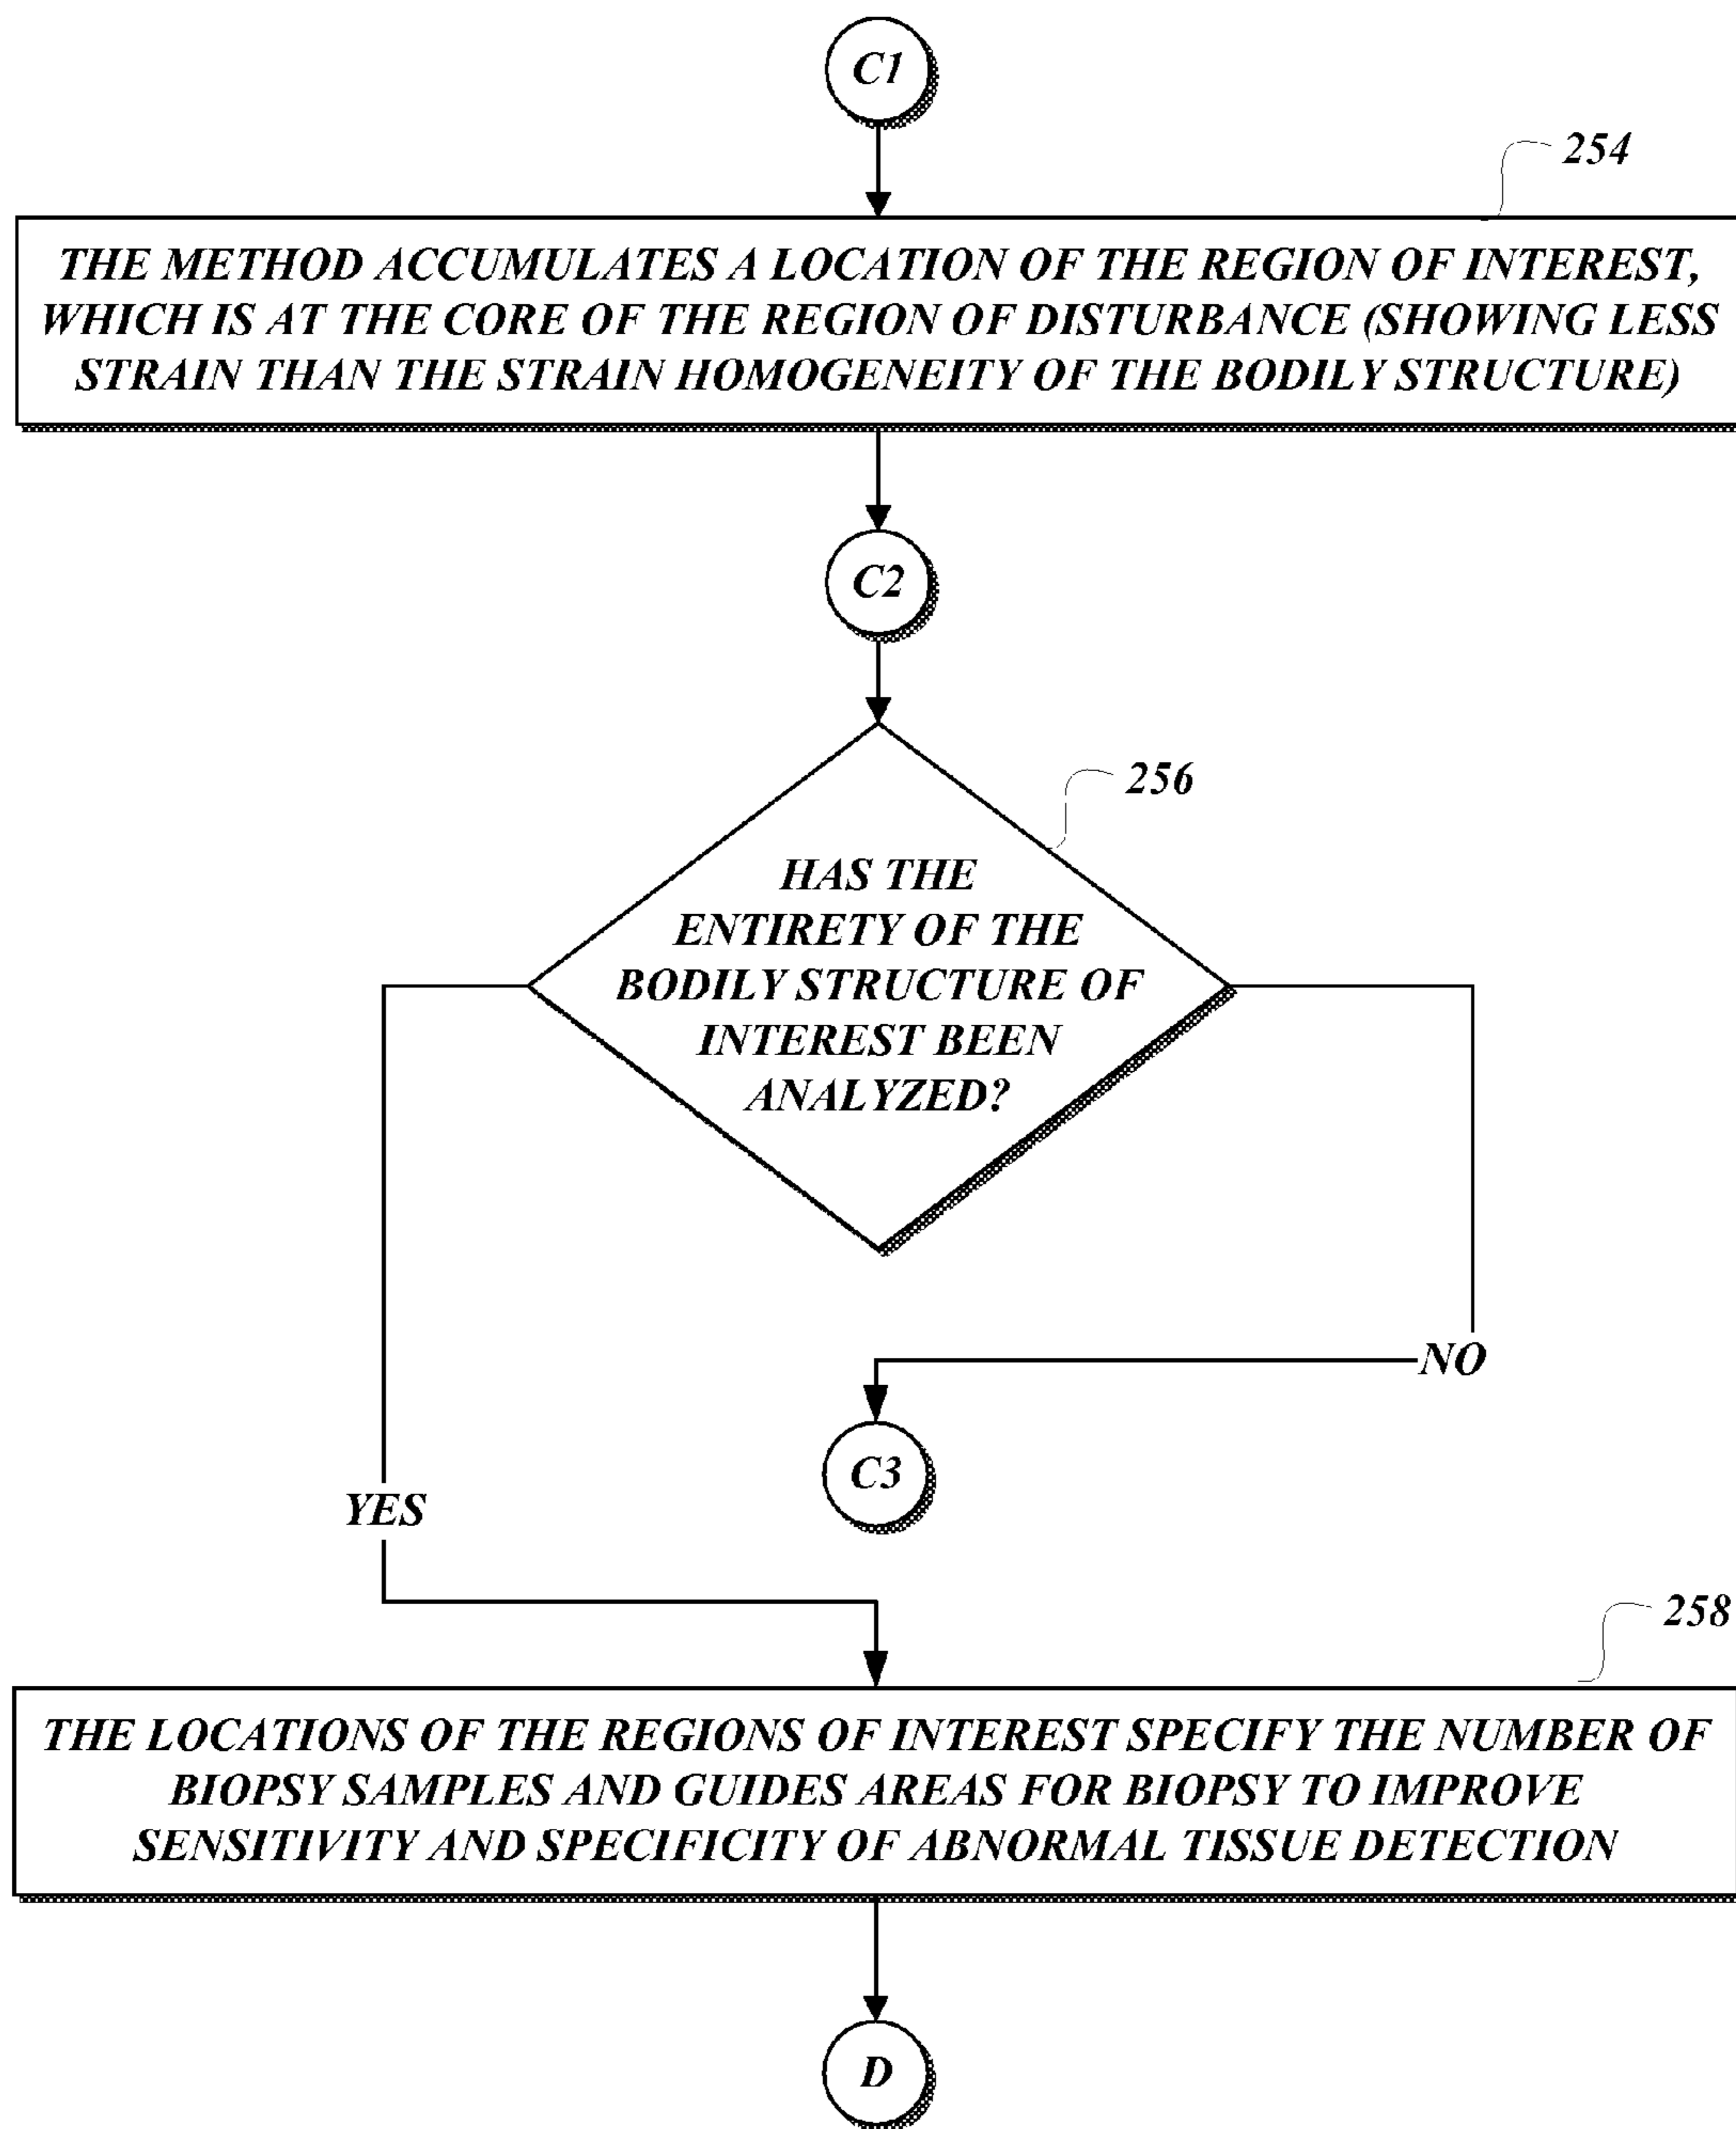 C1
254
THE METHOD ACCUMULATES A LOCATION OF THE REGION OF INTEREST,
WHICH IS AT THE CORE OF THE REGION OF DISTURBANCE (SHOWING LESS
STRAIN THAN THE STRAIN HOMOGENEITY OF THE BODILY STRUCTURE)
C2
256
HAS THE
ENTIRETY OF THE
BODILY STRUCTURE OF
INTEREST BEEN
ANALYZED?
NO
C3
YES
258
THE LOCATIONS OF THE REGIONS OF INTEREST SPECIFY THE NUMBER OF
BIOPSY SAMPLES AND GUIDES AREAS FOR BIOPSY TO IMPROVE
SENSITIVITY AND SPECIFICITY OF ABNORMAL TISSUE DETECTION
D